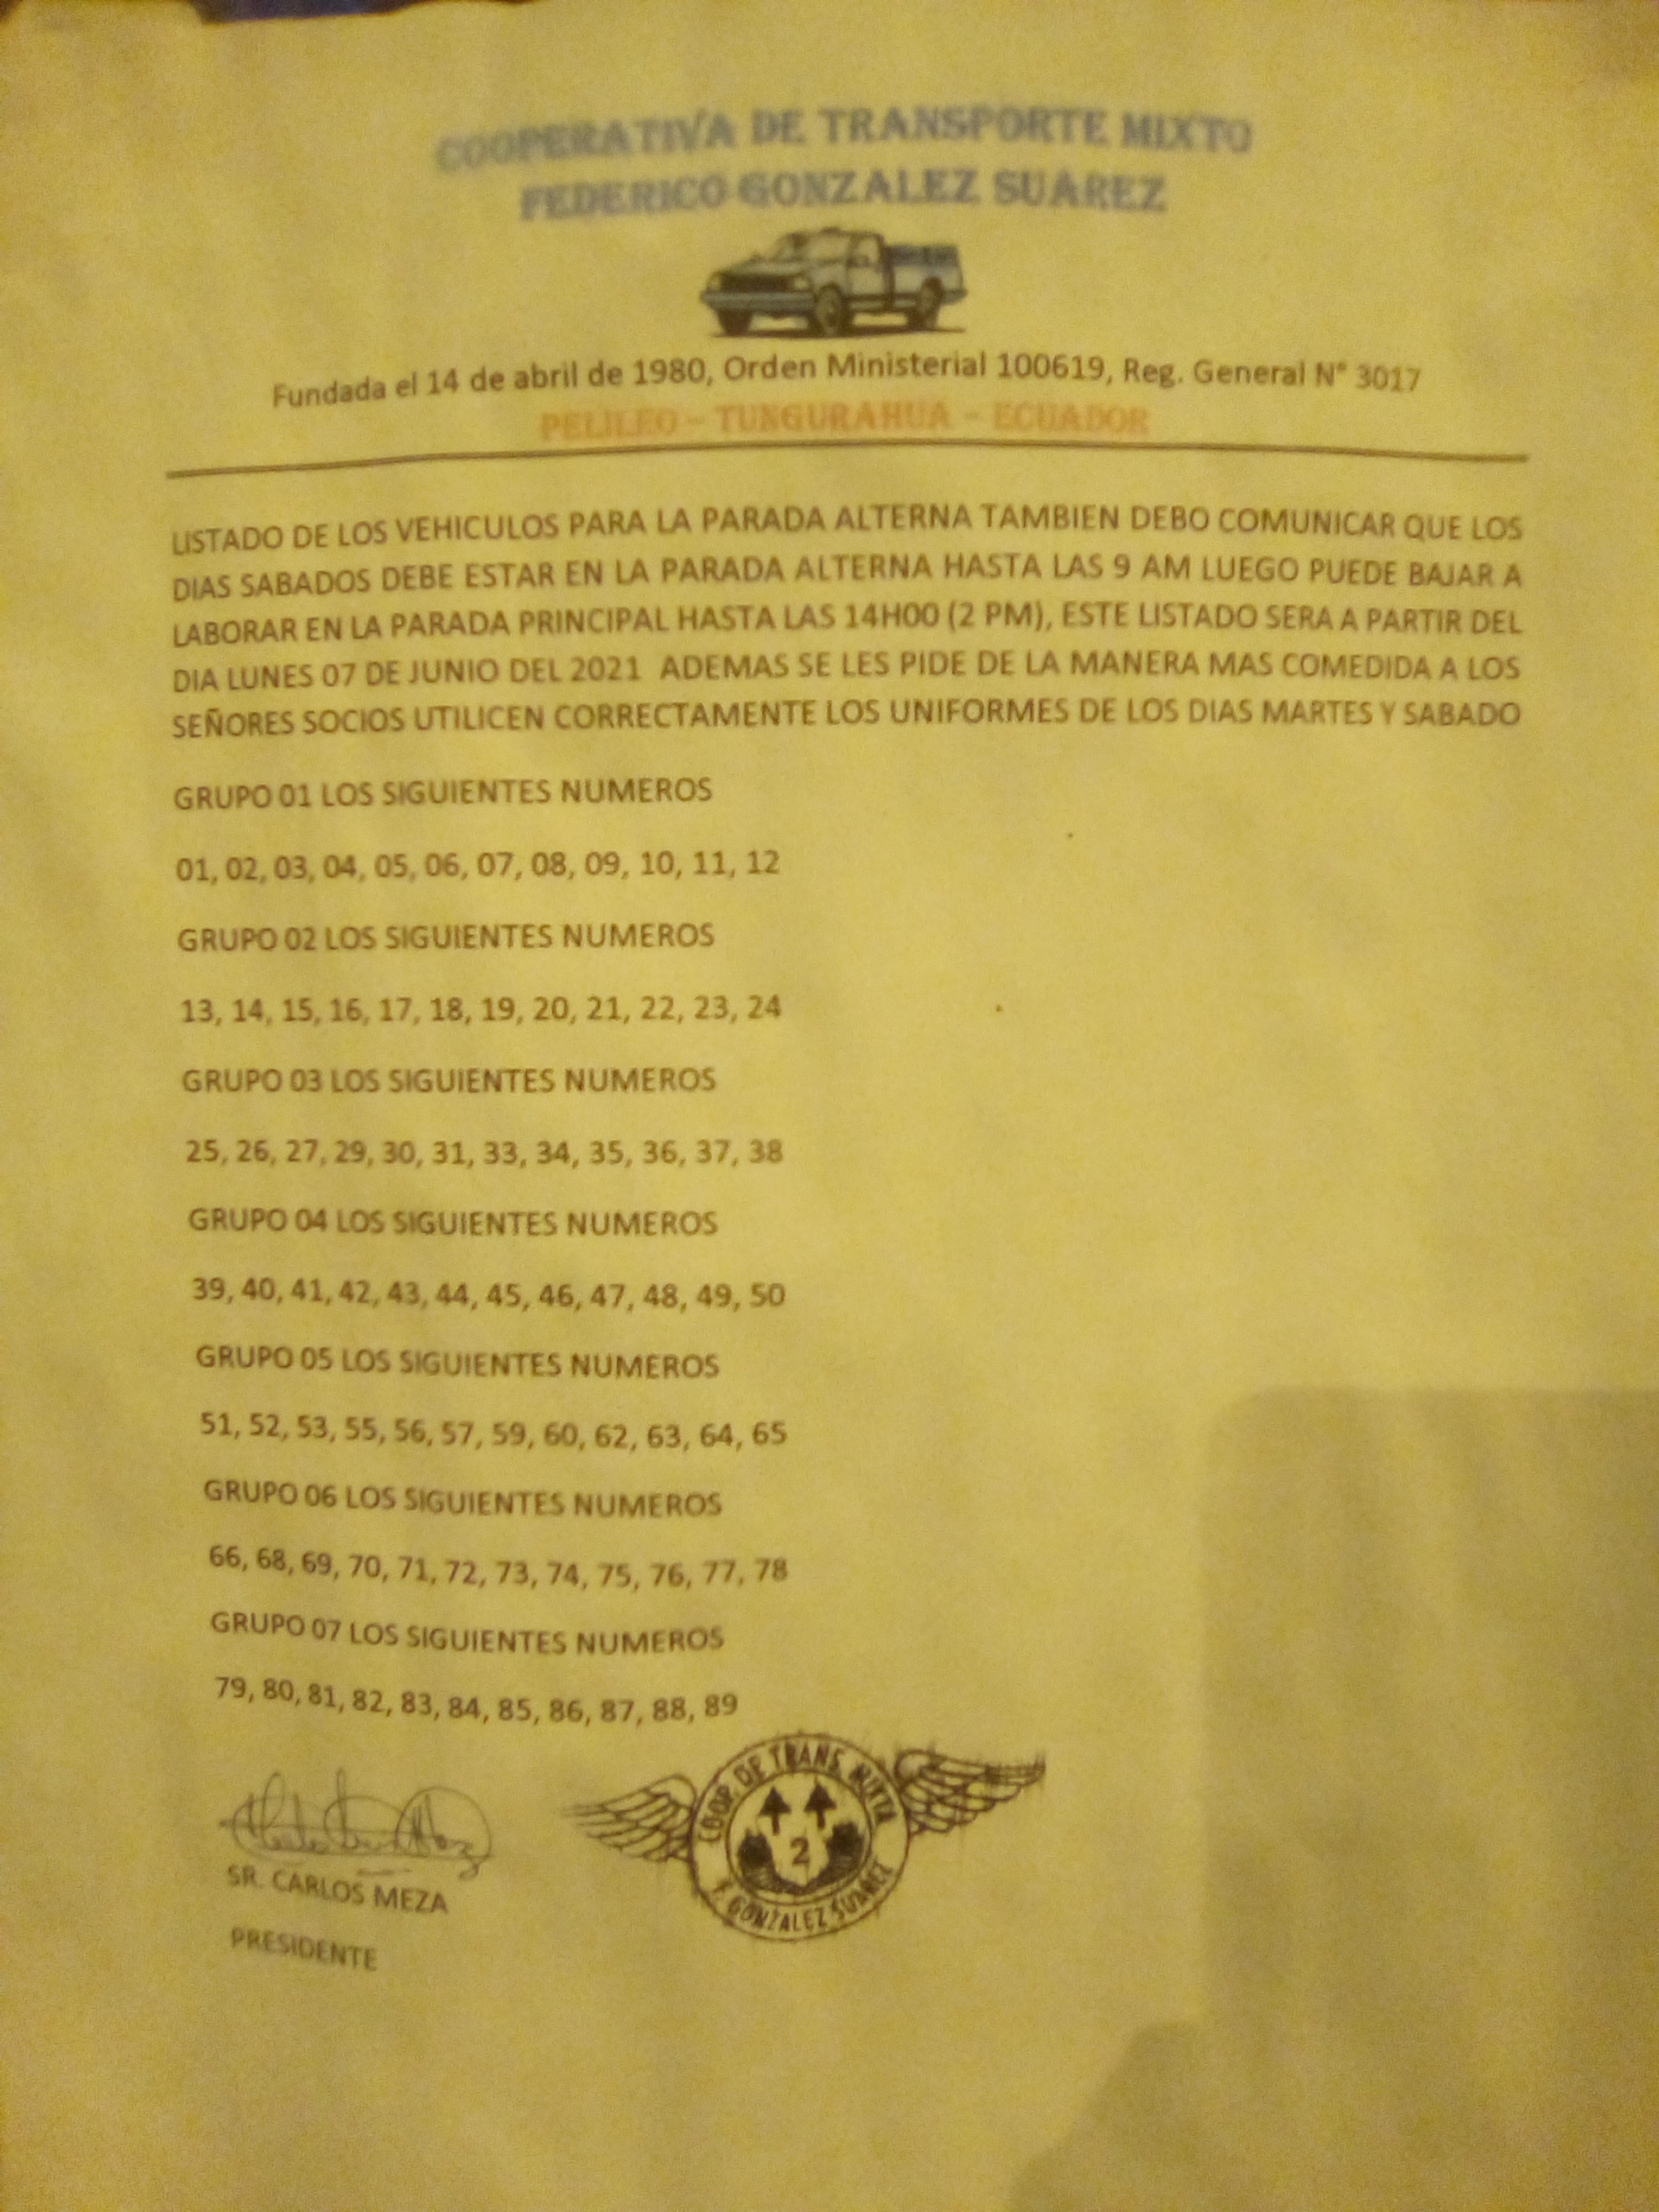 COOPERATIVA DE TRANSPORTE MIXTO
FEDERICO GONZALEZ SUAREZ
Fundada el 14 de abril de 1980, Orden Ministerial 100619, Reg. General N° 3017
PELILEO – TUNGURAHUA – ECUADOR
LISTADO DE LOS VEHICULOS PARA LA PARADA ALTERNA TAMBIEN DEBO COMUNICAR QUE LOS
DIAS SABADOS DEBE ESTAR EN LA PARADA ALTERNA HASTA LAS 9 AM LUEGO PUEDE BAJAR A
LABORAR EN LA PARADA PRINCIPAL HASTA LAS 14H00 (2 PM), ESTE LISTADO SERA A PARTIR DEL
DIA LUNES 07 DE JUNIO DEL 2021 ADEMAS SE LES PIDE DE LA MANERA MAS COMEDIDA A LOS
SEÑORES SOCIOS UTILICEN CORRECTAMENTE LOS UNIFORMES DE LOS DIAS MARTES Y SABADO
GRUPO 01 LOS SIGUIENTES NUMEROS
01, 02, 03, 04, 05, 06, 07, 08, 09, 10, 11, 12
GRUPO 02 LOS SIGUIENTES NUMEROS
13, 14, 15, 16, 17, 18, 19, 20, 21, 22, 23, 24
GRUPO 03 LOS SIGUIENTES NUMEROS
25, 26, 27, 29, 30, 31, 33, 34, 35, 36, 37, 38
GRUPO 04 LOS SIGUIENTES NUMEROS
39, 40, 41, 42, 43, 44, 45, 46, 47, 48, 49, 50
GRUPO 05 LOS SIGUIENTES NUMEROS
51, 52, 53, 55, 56, 57, 59, 60, 62, 63, 64, 65
GRUPO 06 LOS SIGUIENTES NUMEROS
66, 68, 69, 70, 71, 72, 73, 74, 75, 76, 77, 78
GRUPO 07 LOS SIGUIENTES NUMEROS
79, 80, 81, 82, 83, 84, 85, 86, 87, 88, 89
COOP. DE TRANS. MIXTA
2
F. GONZALEZ SUAREZ
SR. CARLOS MEZA
PRESIDENTE